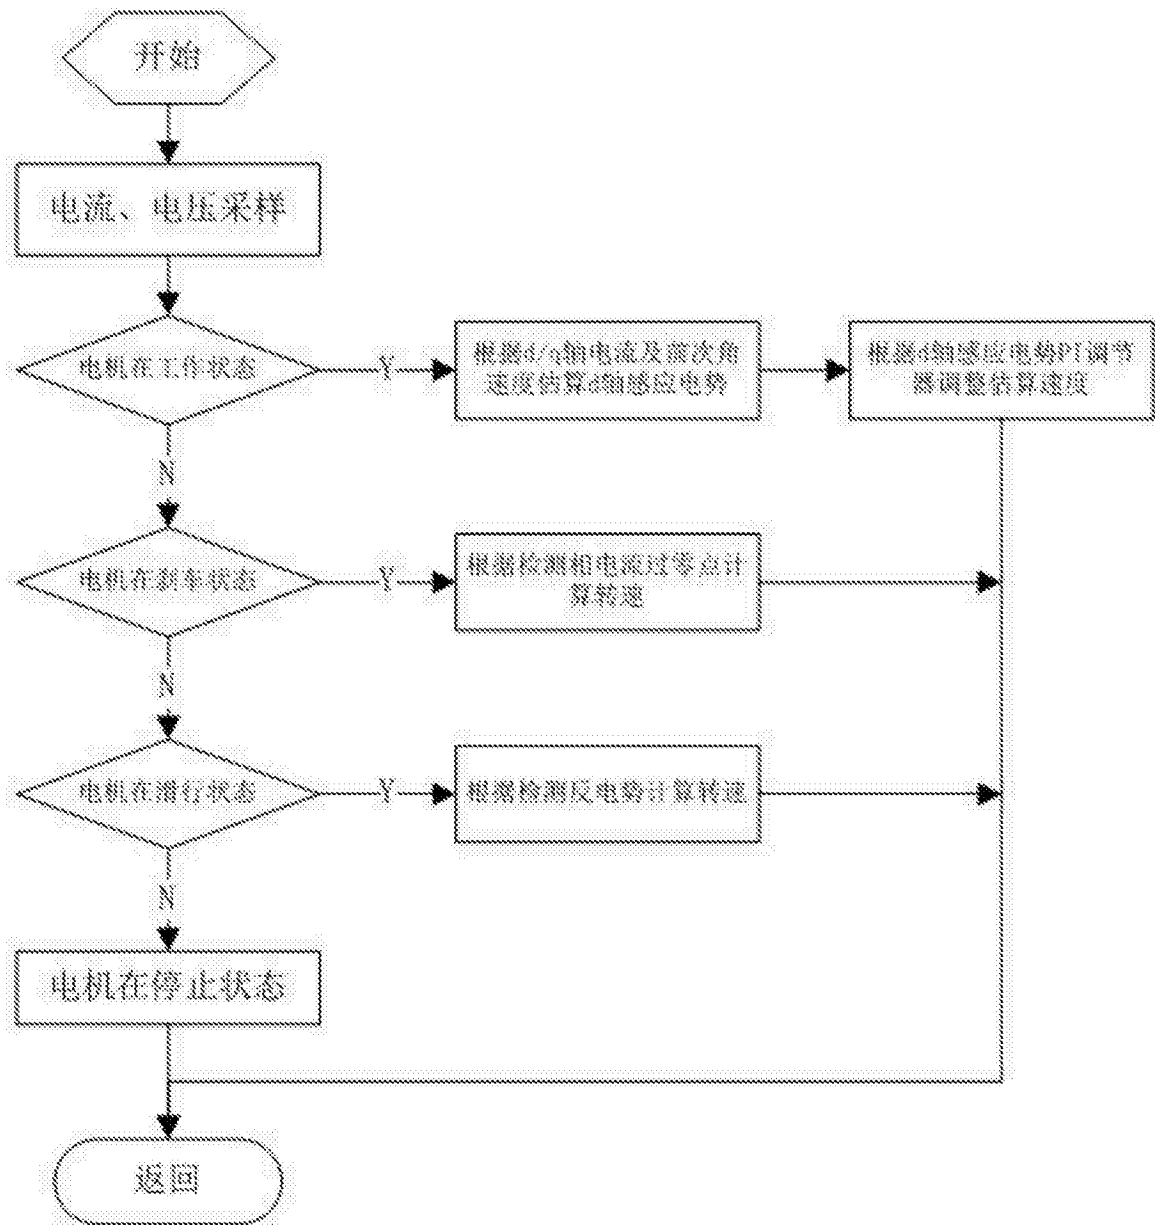 开始
电流、电压采样
电机在工作状态
Y
根据d/q轴电流及前次角
速度估算d轴感应电势
根据d轴感应电势PI调节
器调整估算速度
N
电机在刹车状态
Y
根据检测相电流过零点计
算转速
N
电机在滑行状态
Y
根据检测反电势计算转速
N
电机在停止状态
返回